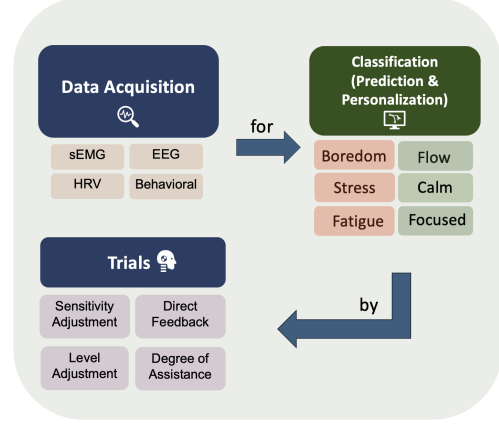 Data Acquisition
sEMG
EEG
HRV
Behavioral
for
Classification
(Prediction &
Personalization)
Boredom
Flow
Stress
Calm
Fatigue
Focused
by
Trials
Sensitivity
Adjustment
Direct
Feedback
Level
Adjustment
Degree of
Assistance